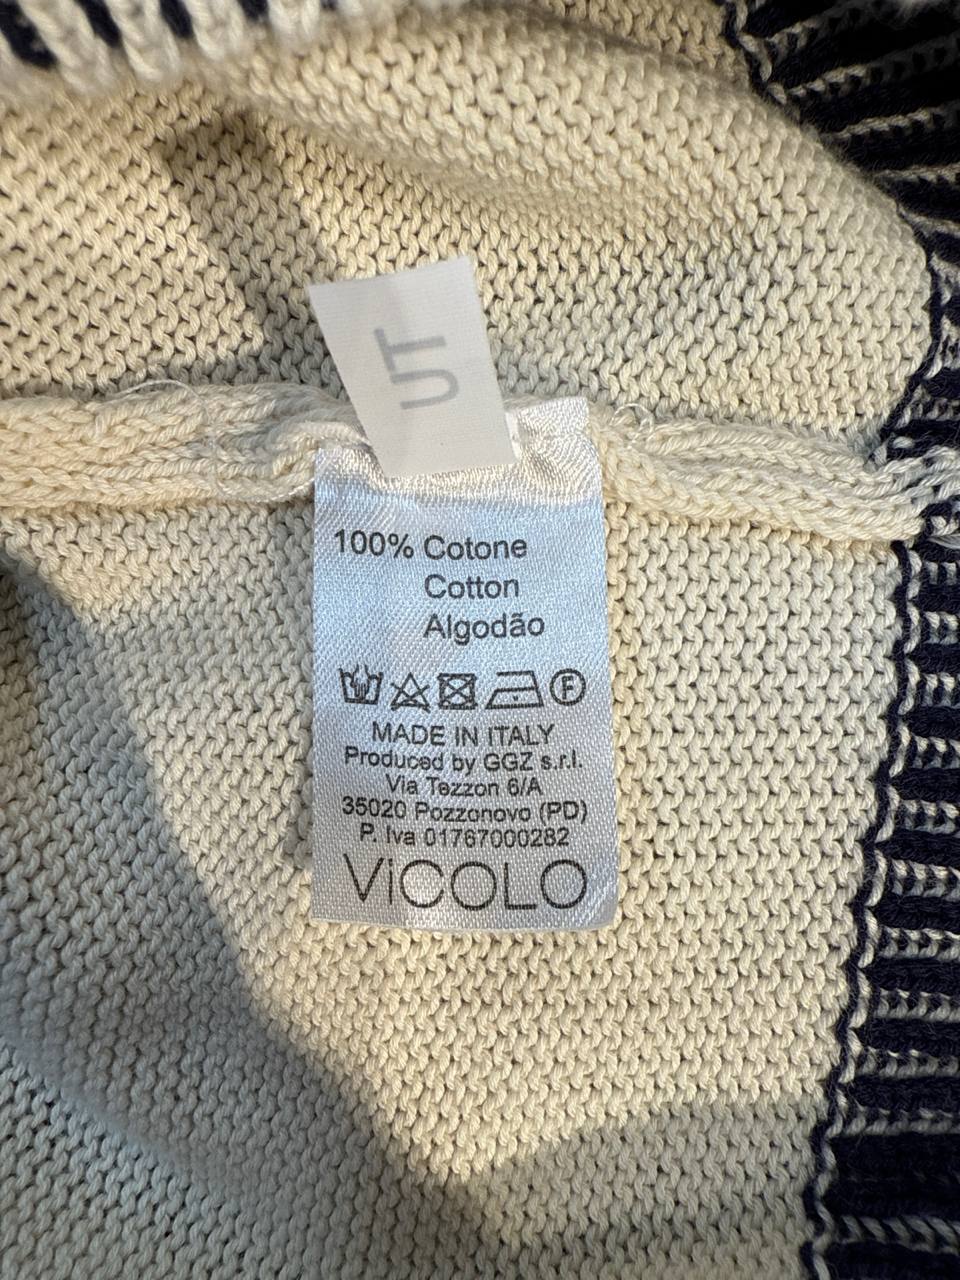 UT
100% Cotone
Cotton
Algodão
F
MADE IN ITALY
Produced by GGZ s.r.l.
Via Tezzon 6/A
35020 Pozzonovo (PD)
P. Iva 01767000282
ViCOLO